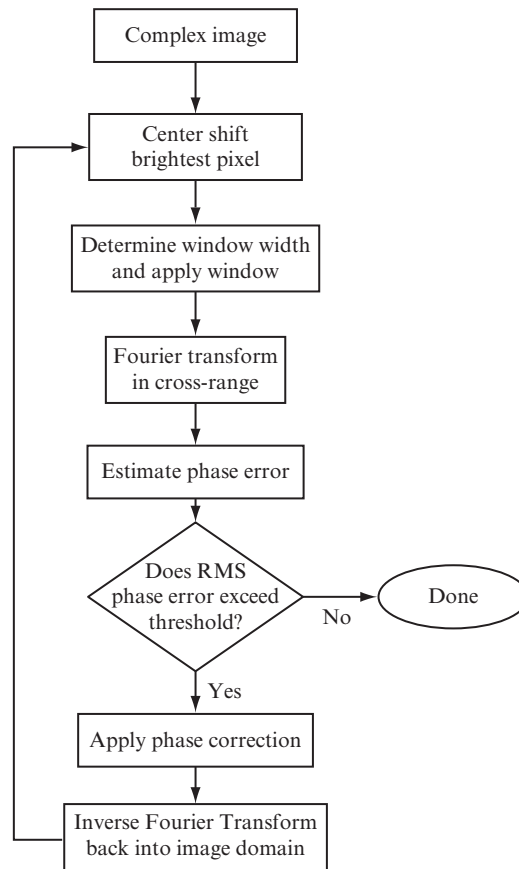 Complex image
Center shift
brightest pixel
Determine window width
and apply window
Fourier transform
in cross-range
Estimate phase error
Does RMS
phase error exceed
threshold?
No
Done
Yes
Apply phase correction
Inverse Fourier Transform
back into image domain